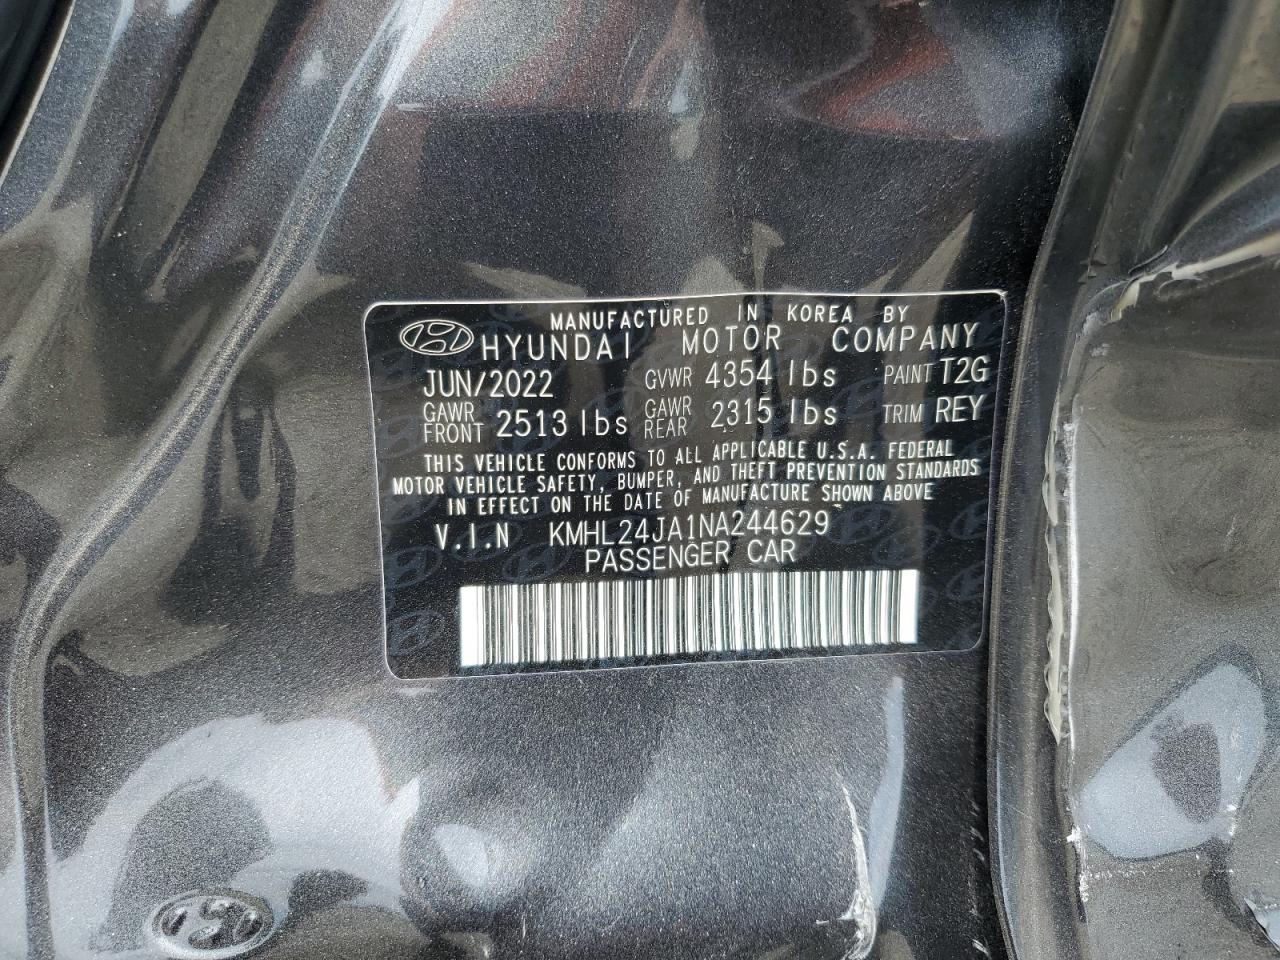 MANUFACTURED IN KOREA BY
HYUNDAI MOTOR COMPANY
JUN/2022 GVWR 4354 lbs PAINT T2G
GAWR FRONT 2513 lbs GAWR REAR 2315 lbs TRIM REY
THIS VEHICLE CONFORMS TO ALL APPLICABLE U.S.A. FEDERAL
MOTOR VEHICLE SAFETY, BUMPER, AND THEFT PREVENTION STANDARDS
IN EFFECT ON THE DATE OF MANUFACTURE SHOWN ABOVE
V.I.N KMHL24JA1NA244629
PASSENGER CAR